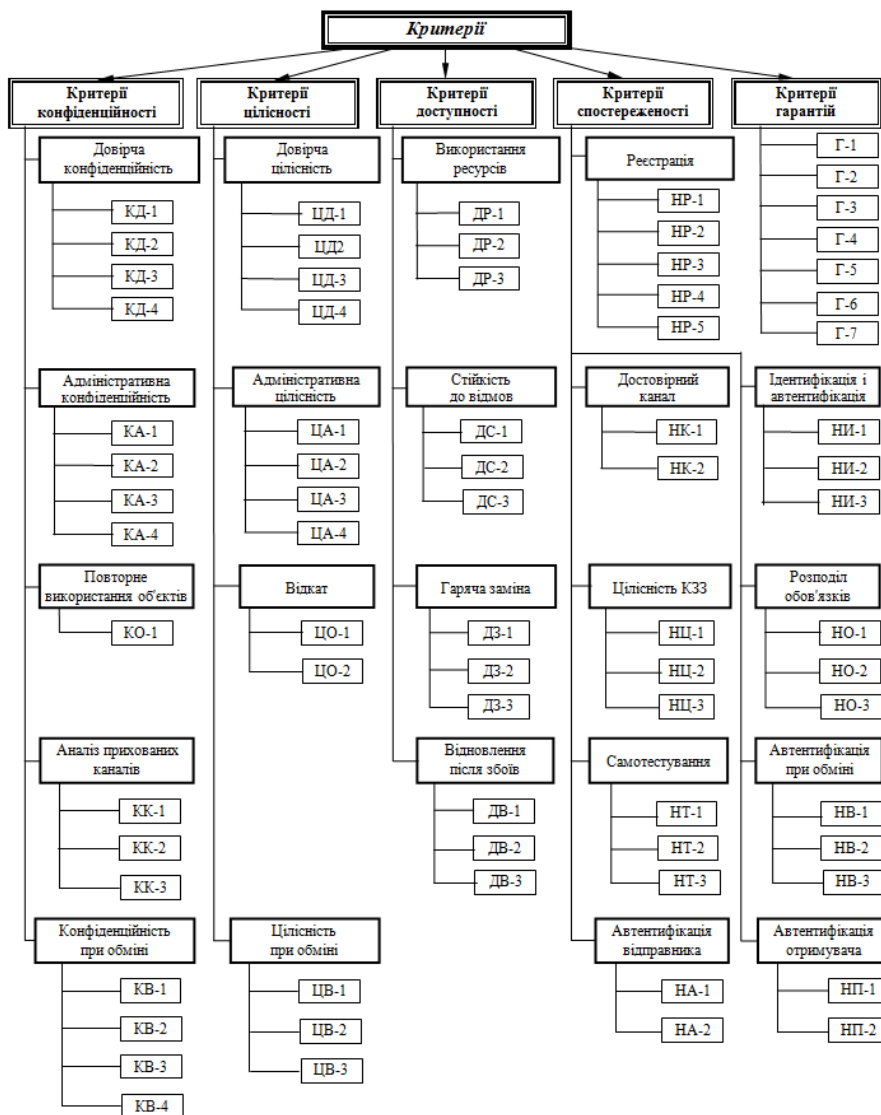 Критерії
Критерії
конфіденційності
Довірча
конфіденційність
КД-1
КД-2
КД-3
КД-4
Адміністративна
конфіденційність
КА-1
КА-2
КА-3
КА-4
Повторне
використання об'єктів
КО-1
Аналіз прихованих
каналів
КК-1
КК-2
КК-3
Конфіденційність
при обміні
КВ-1
КВ-2
КВ-3
КВ-4
Критерії
цілісності
Довірча
цілісність
ЦД-1
ЦД2
ЦД-3
ЦД-4
Адміністративна
цілісність
ЦА-1
ЦА-2
ЦА-3
ЦА-4
Відкат
ЦО-1
ЦО-2
Цілісність
при обміні
ЦВ-1
ЦВ-2
ЦВ-3
Критерії
доступності
Використання
ресурсів
ДР-1
ДР-2
ДР-3
Стійкість
до відмов
ДС-1
ДС-2
ДС-3
Гаряча заміна
ДЗ-1
ДЗ-2
ДЗ-3
Відновлення
після збоїв
ДВ-1
ДВ-2
ДВ-3
Критерії
спостереженості
Реєстрація
НР-1
НР-2
НР-3
НР-4
НР-5
Достовірний
канал
НК-1
НК-2
Цілісність КЗЗ
НЦ-1
НЦ-2
НЦ-3
Самотестування
НТ-1
НТ-2
НТ-3
Автентифікація
відправника
НА-1
НА-2
Ідентифікація і
автентифікація
НИ-1
НИ-2
НИ-3
Розподіл
обов'язків
НО-1
НО-2
НО-3
Автентифікація
при обміні
НВ-1
НВ-2
НВ-3
Автентифікація
отримувача
НП-1
НП-2
Критерії
гарантій
Г-1
Г-2
Г-3
Г-4
Г-5
Г-6
Г-7